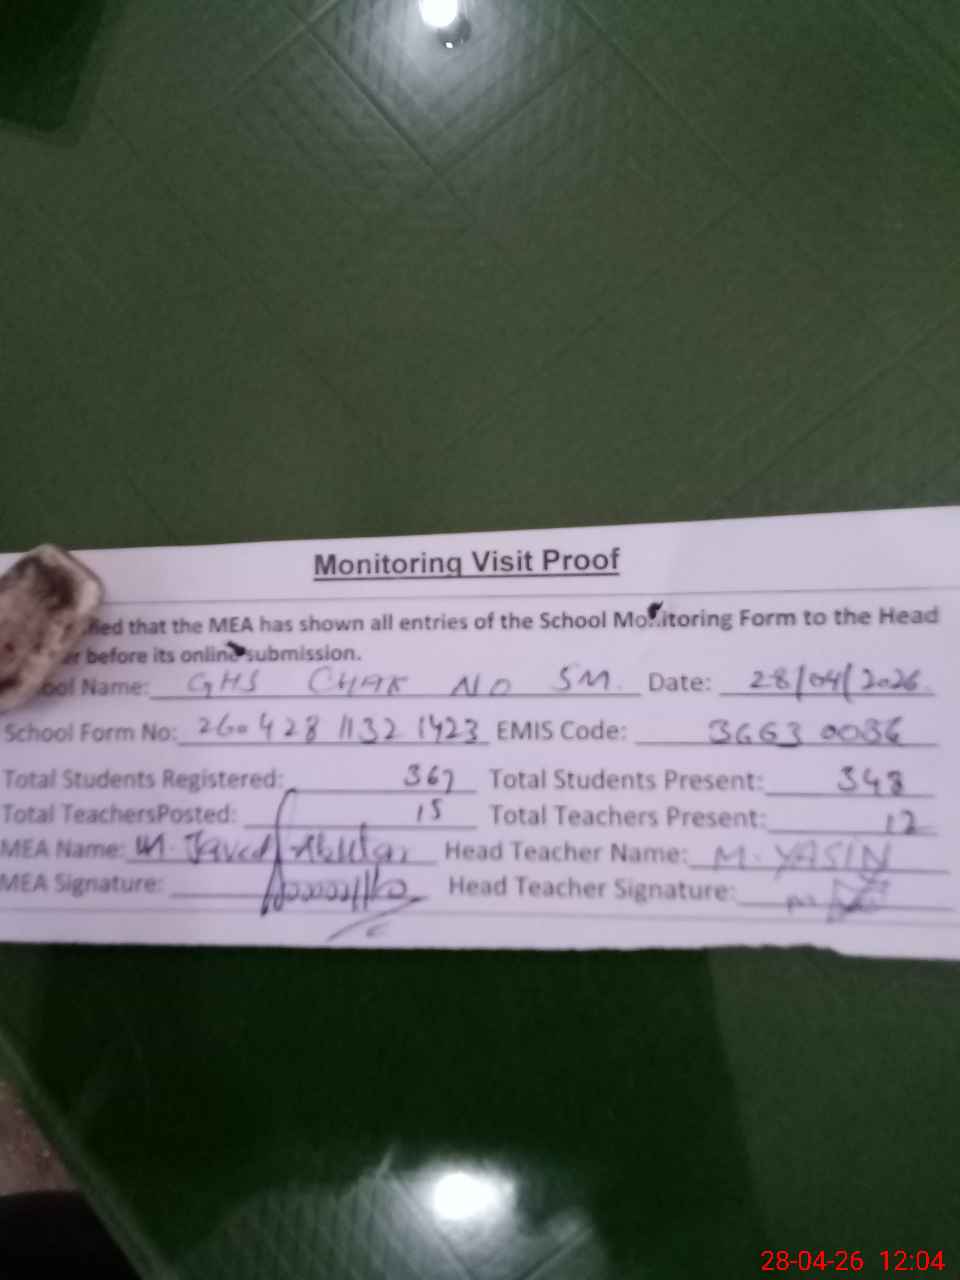 Monitoring Visit Proof
that the MEA has shown all entries of the School Monitoring Form to the Head
before its online submission.
Name: GHS CHAK NO 5M. Date: 28/04/2026
School Form No: 260428 1132 1423 EMIS Code: 36630036
Total Students Registered: 367 Total Students Present: 348
Total TeachersPosted: 15 Total Teachers Present: 12
MEA Name: M. Javed Akhtar Head Teacher Name: M. YASIN
MEA Signature: Head Teacher Signature:
28-04-26 12:04